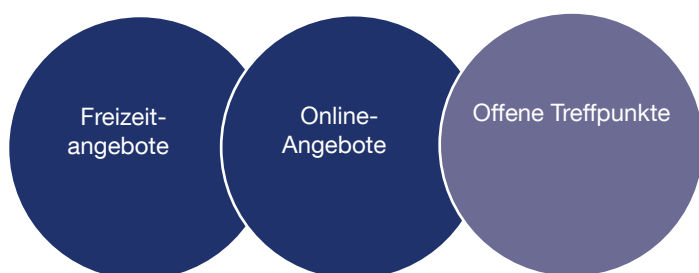 Freizeit-
angebote
Online-
Angebote
Offene Treffpunkte